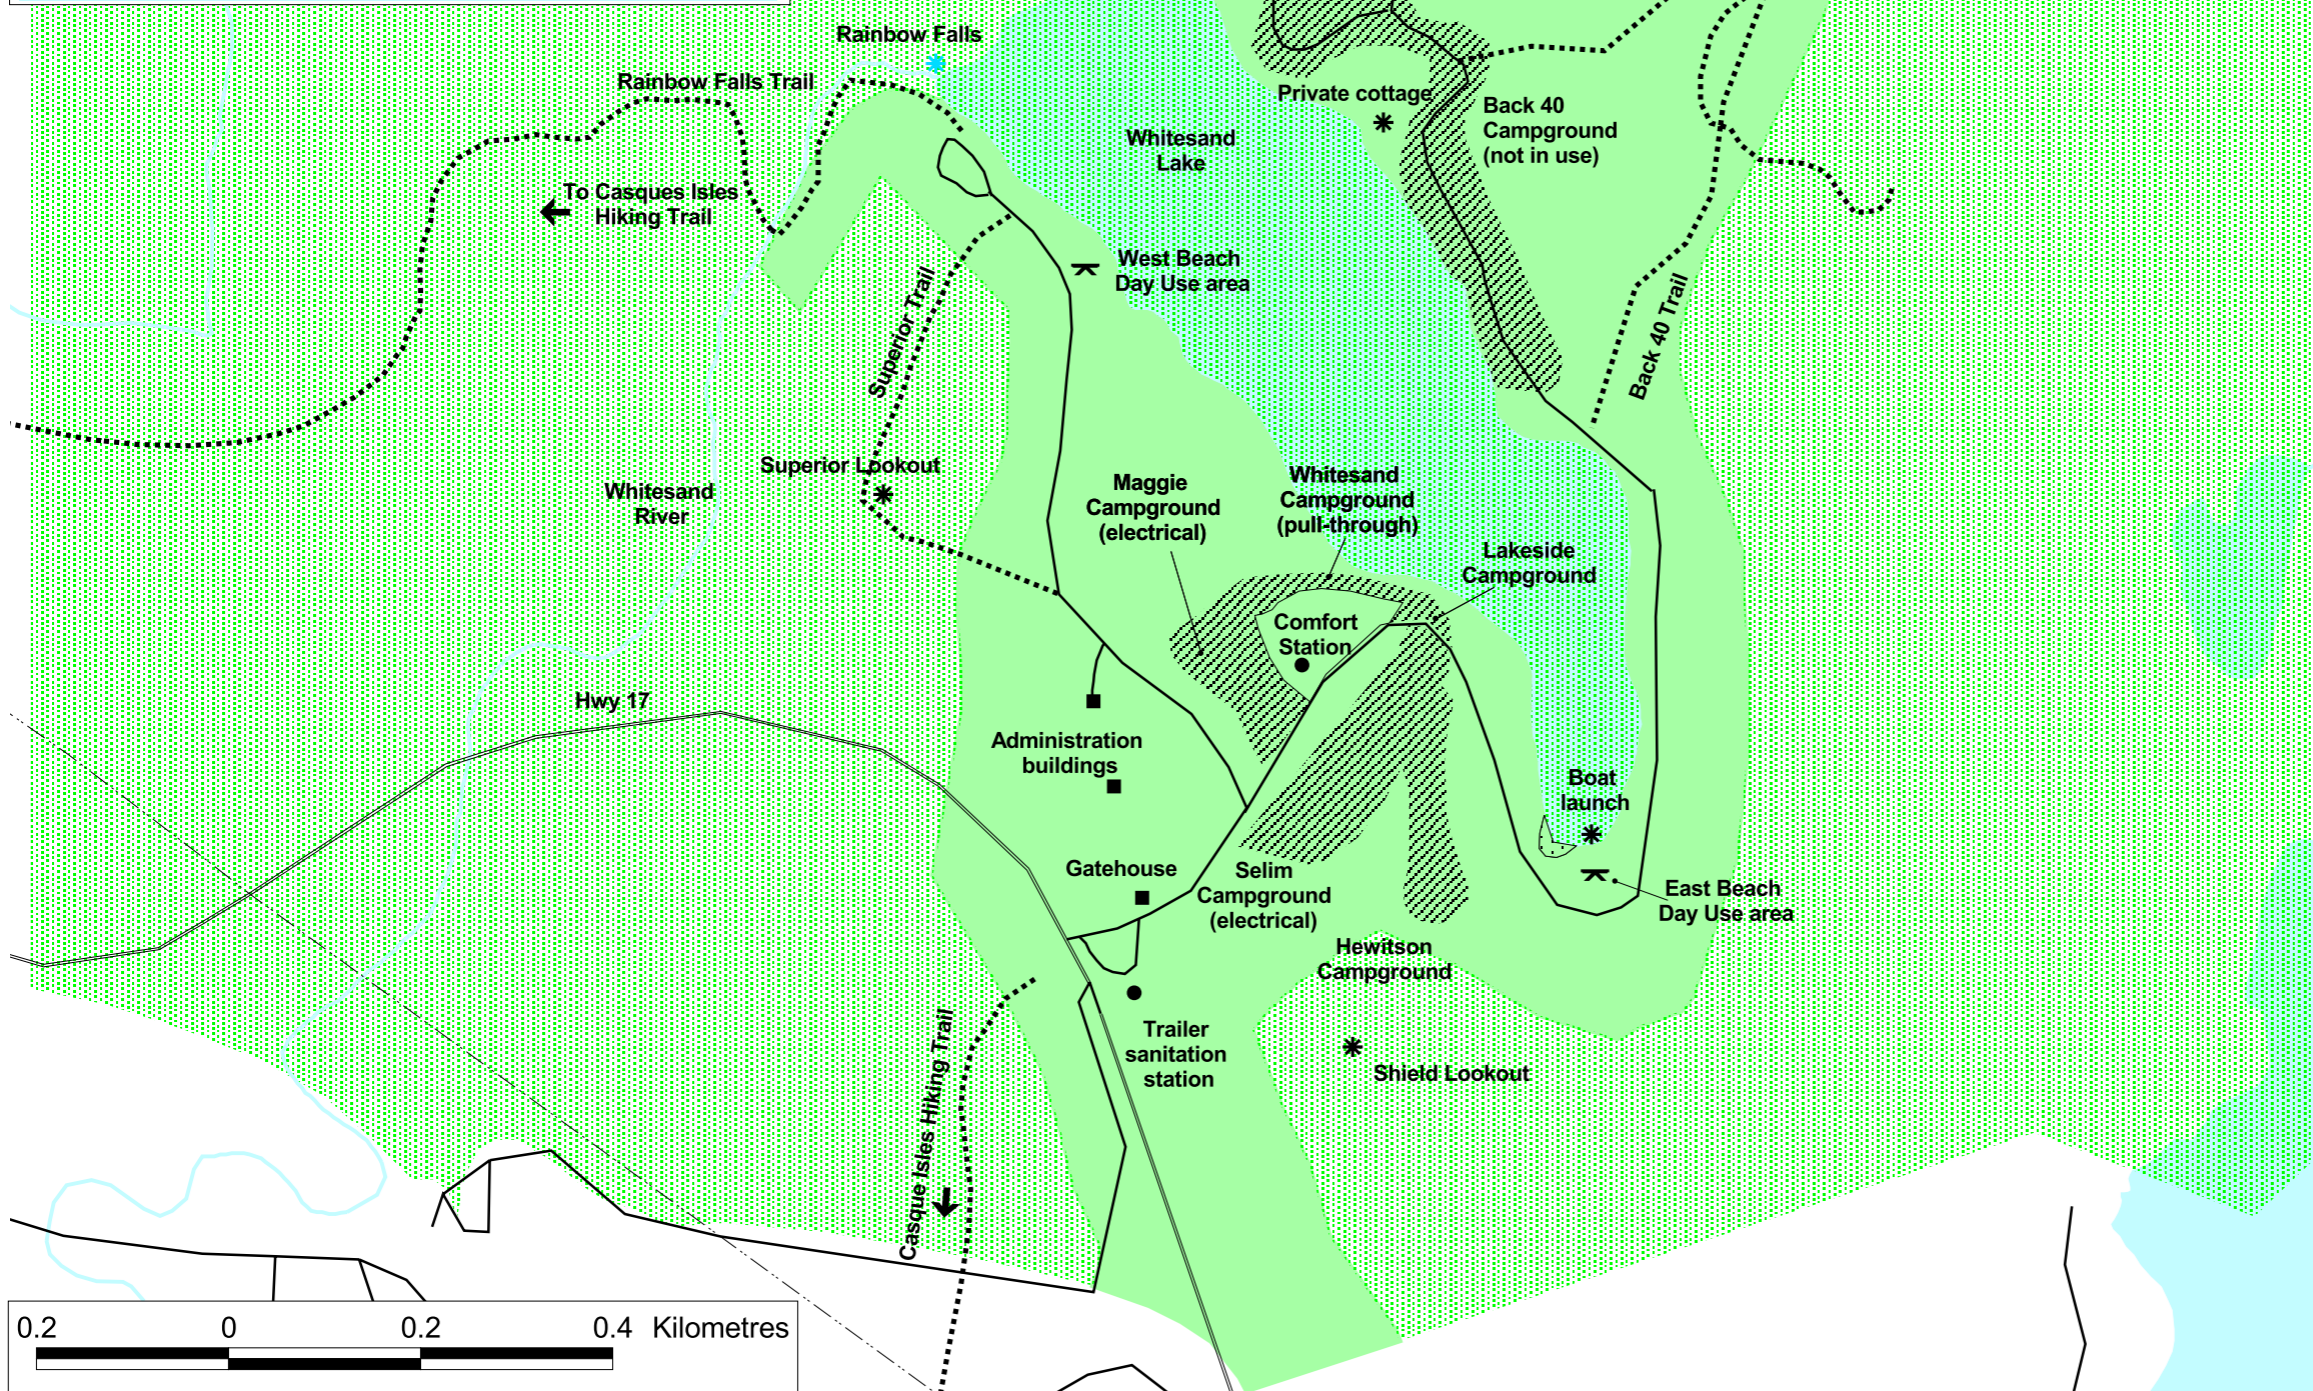 Rainbow Falls
Rainbow Falls Trail
Private cottage
Back 40
Campground
(not in use)
Whitesand
Lake
To Casques Isles
Hiking Trail
West Beach
Day Use area
Superior Trail
Back 40 Trail
Superior Lookout
Whitesand
River
Maggie
Campground
(electrical)
Whitesand
Campground
(pull-through)
Lakeside
Campground
Comfort
Station
Hwy 17
Administration
buildings
Boat
launch
Gatehouse
Selim
Campground
(electrical)
East Beach
Day Use area
Hewitson
Campground
Trailer
sanitation
station
Shield Lookout
Casque Isles Hiking Trail
0.2 0 0.2 0.4 Kilometres